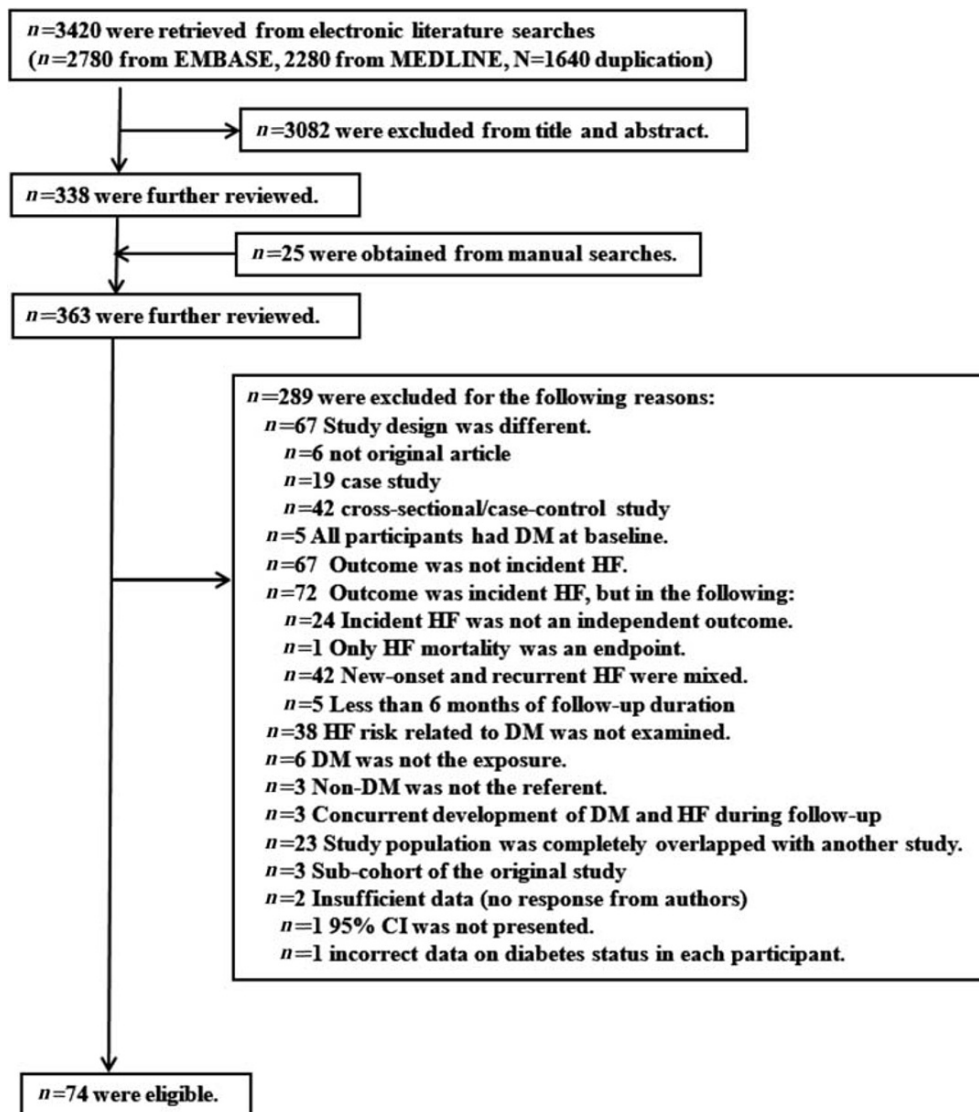 n=3420 were retrieved from electronic literature searches
(n=2780 from EMBASE, 2280 from MEDLINE, N=1640 duplication)
n=3082 were excluded from title and abstract.
n=338 were further reviewed.
n=25 were obtained from manual searches.
n=363 were further reviewed.
n=289 were excluded for the following reasons:
n=67 Study design was different.
n=6 not original article
n=19 case study
n=42 cross-sectional/case-control study
n=5 All participants had DM at baseline.
n=67 Outcome was not incident HF.
n=72 Outcome was incident HF, but in the following:
n=24 Incident HF was not an independent outcome.
n=1 Only HF mortality was an endpoint.
n=42 New-onset and recurrent HF were mixed.
n=5 Less than 6 months of follow-up duration
n=38 HF risk related to DM was not examined.
n=6 DM was not the exposure.
n=3 Non-DM was not the referent.
n=3 Concurrent development of DM and HF during follow-up
n=23 Study population was completely overlapped with another study.
n=3 Sub-cohort of the original study
n=2 Insufficient data (no response from authors)
n=1 95% CI was not presented.
n=1 incorrect data on diabetes status in each participant.
n=74 were eligible.